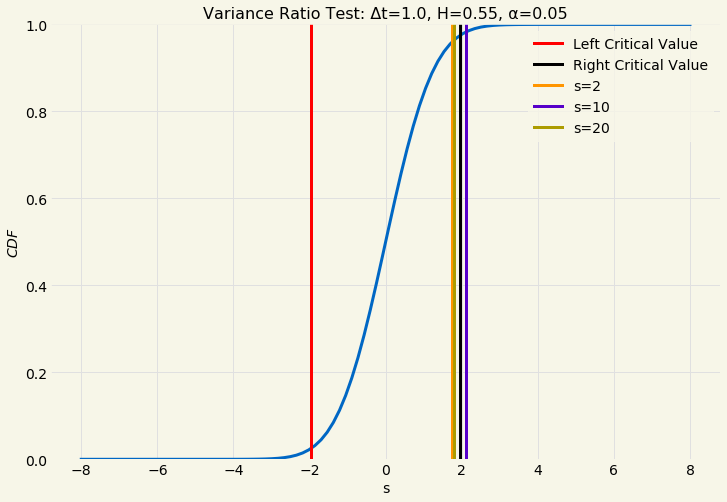 Variance Ratio Test: Δt=1.0, H=0.55, α=0.05
Left Critical Value
Right Critical Value
s=2
s=10
s=20
CDF
1.0
0.8
0.6
0.4
0.2
0.0
−8 −6 −4 −2 0 2 4 6 8
s